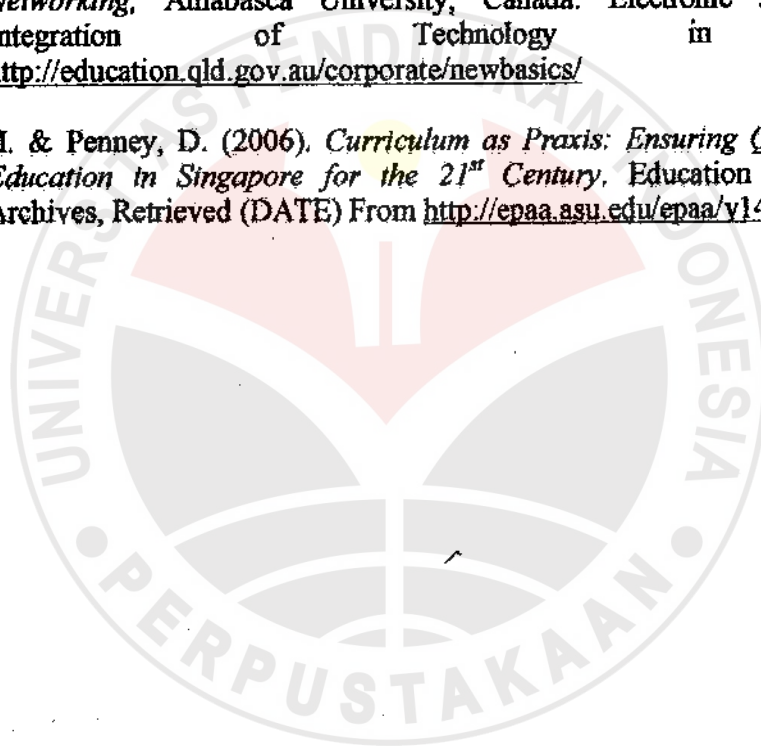 Networking, Athabasca University, Canada. Electronic
ntegration of Technology in
ttp://education.qld.gov.au/corporate/newbasics/
& Penney, D. (2006). Curriculum as Praxis: Ensuring
Education in Singapore for the 21st Century, Education
Archives, Retrieved (DATE) From http://epaa.asu.edu/epaa/v14
UNIVERSITAS PENDIDIKAN INDONESIA
PERPUSTAKAAN